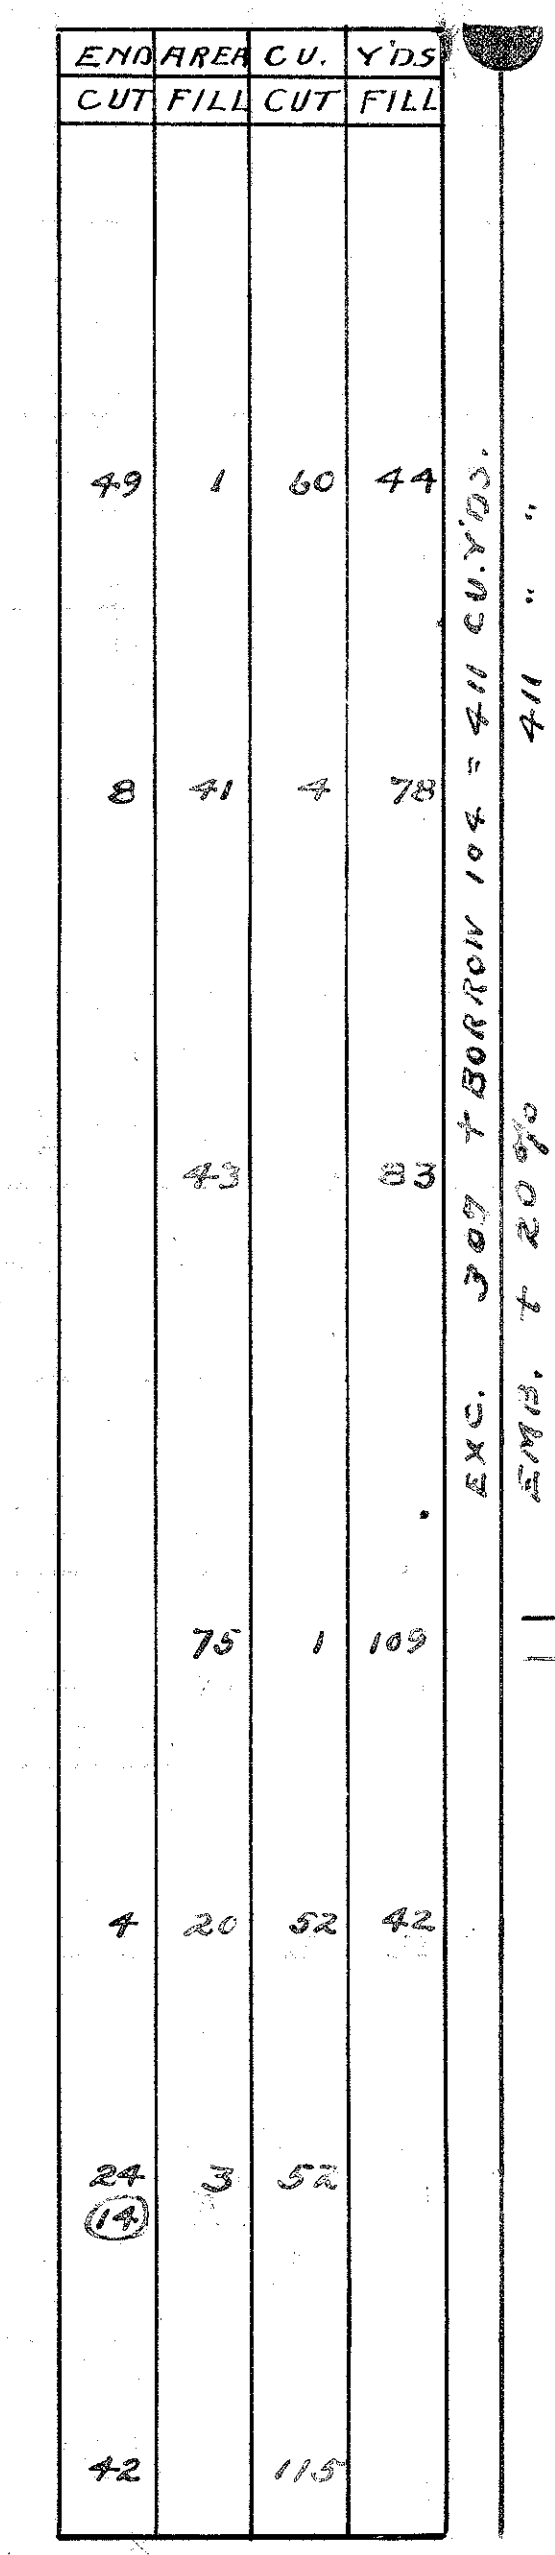 END AREA CU. Y'DS
CUT FILL CUT FILL
49 1 60 44
8 41 4 78
43 83
75 1 109
4 20 52 42
24 3 52
14
42 115
EXC. 307 + BORROW 104 = 411 CU.Y'DS.
EMB. + 20% 411 " "